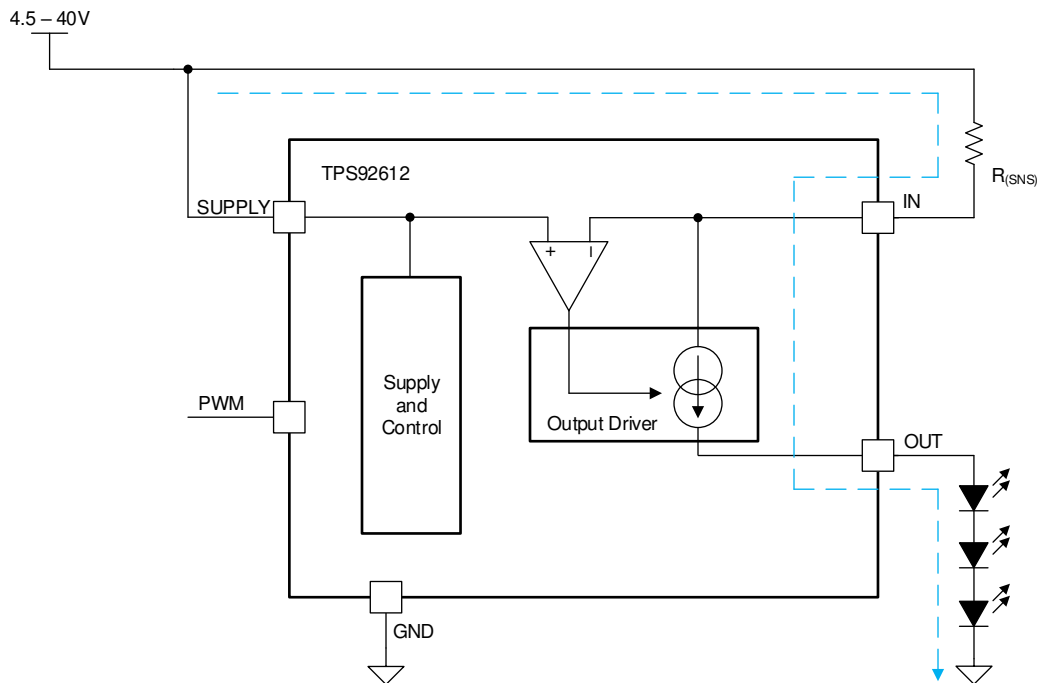 4.5 – 40V
TPS92612
R(SNS)
SUPPLY
IN
+
–
Supply
and
Control
PWM
Output Driver
OUT
GND